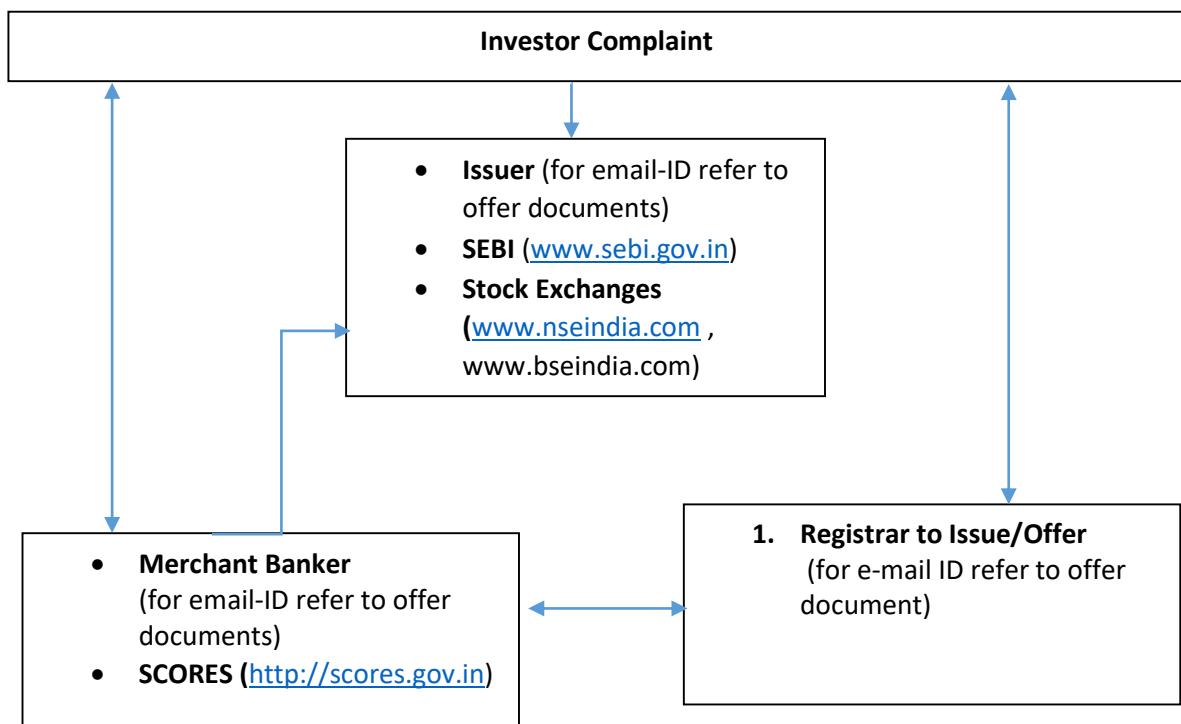 Investor Complaint
• Issuer (for email-ID refer to
offer documents)
• SEBI (www.sebi.gov.in)
• Stock Exchanges
(www.nseindia.com ,
www.bseindia.com)
• Merchant Banker
(for email-ID refer to offer
documents)
• SCORES (http://scores.gov.in)
1. Registrar to Issue/Offer
(for e-mail ID refer to offer
document)